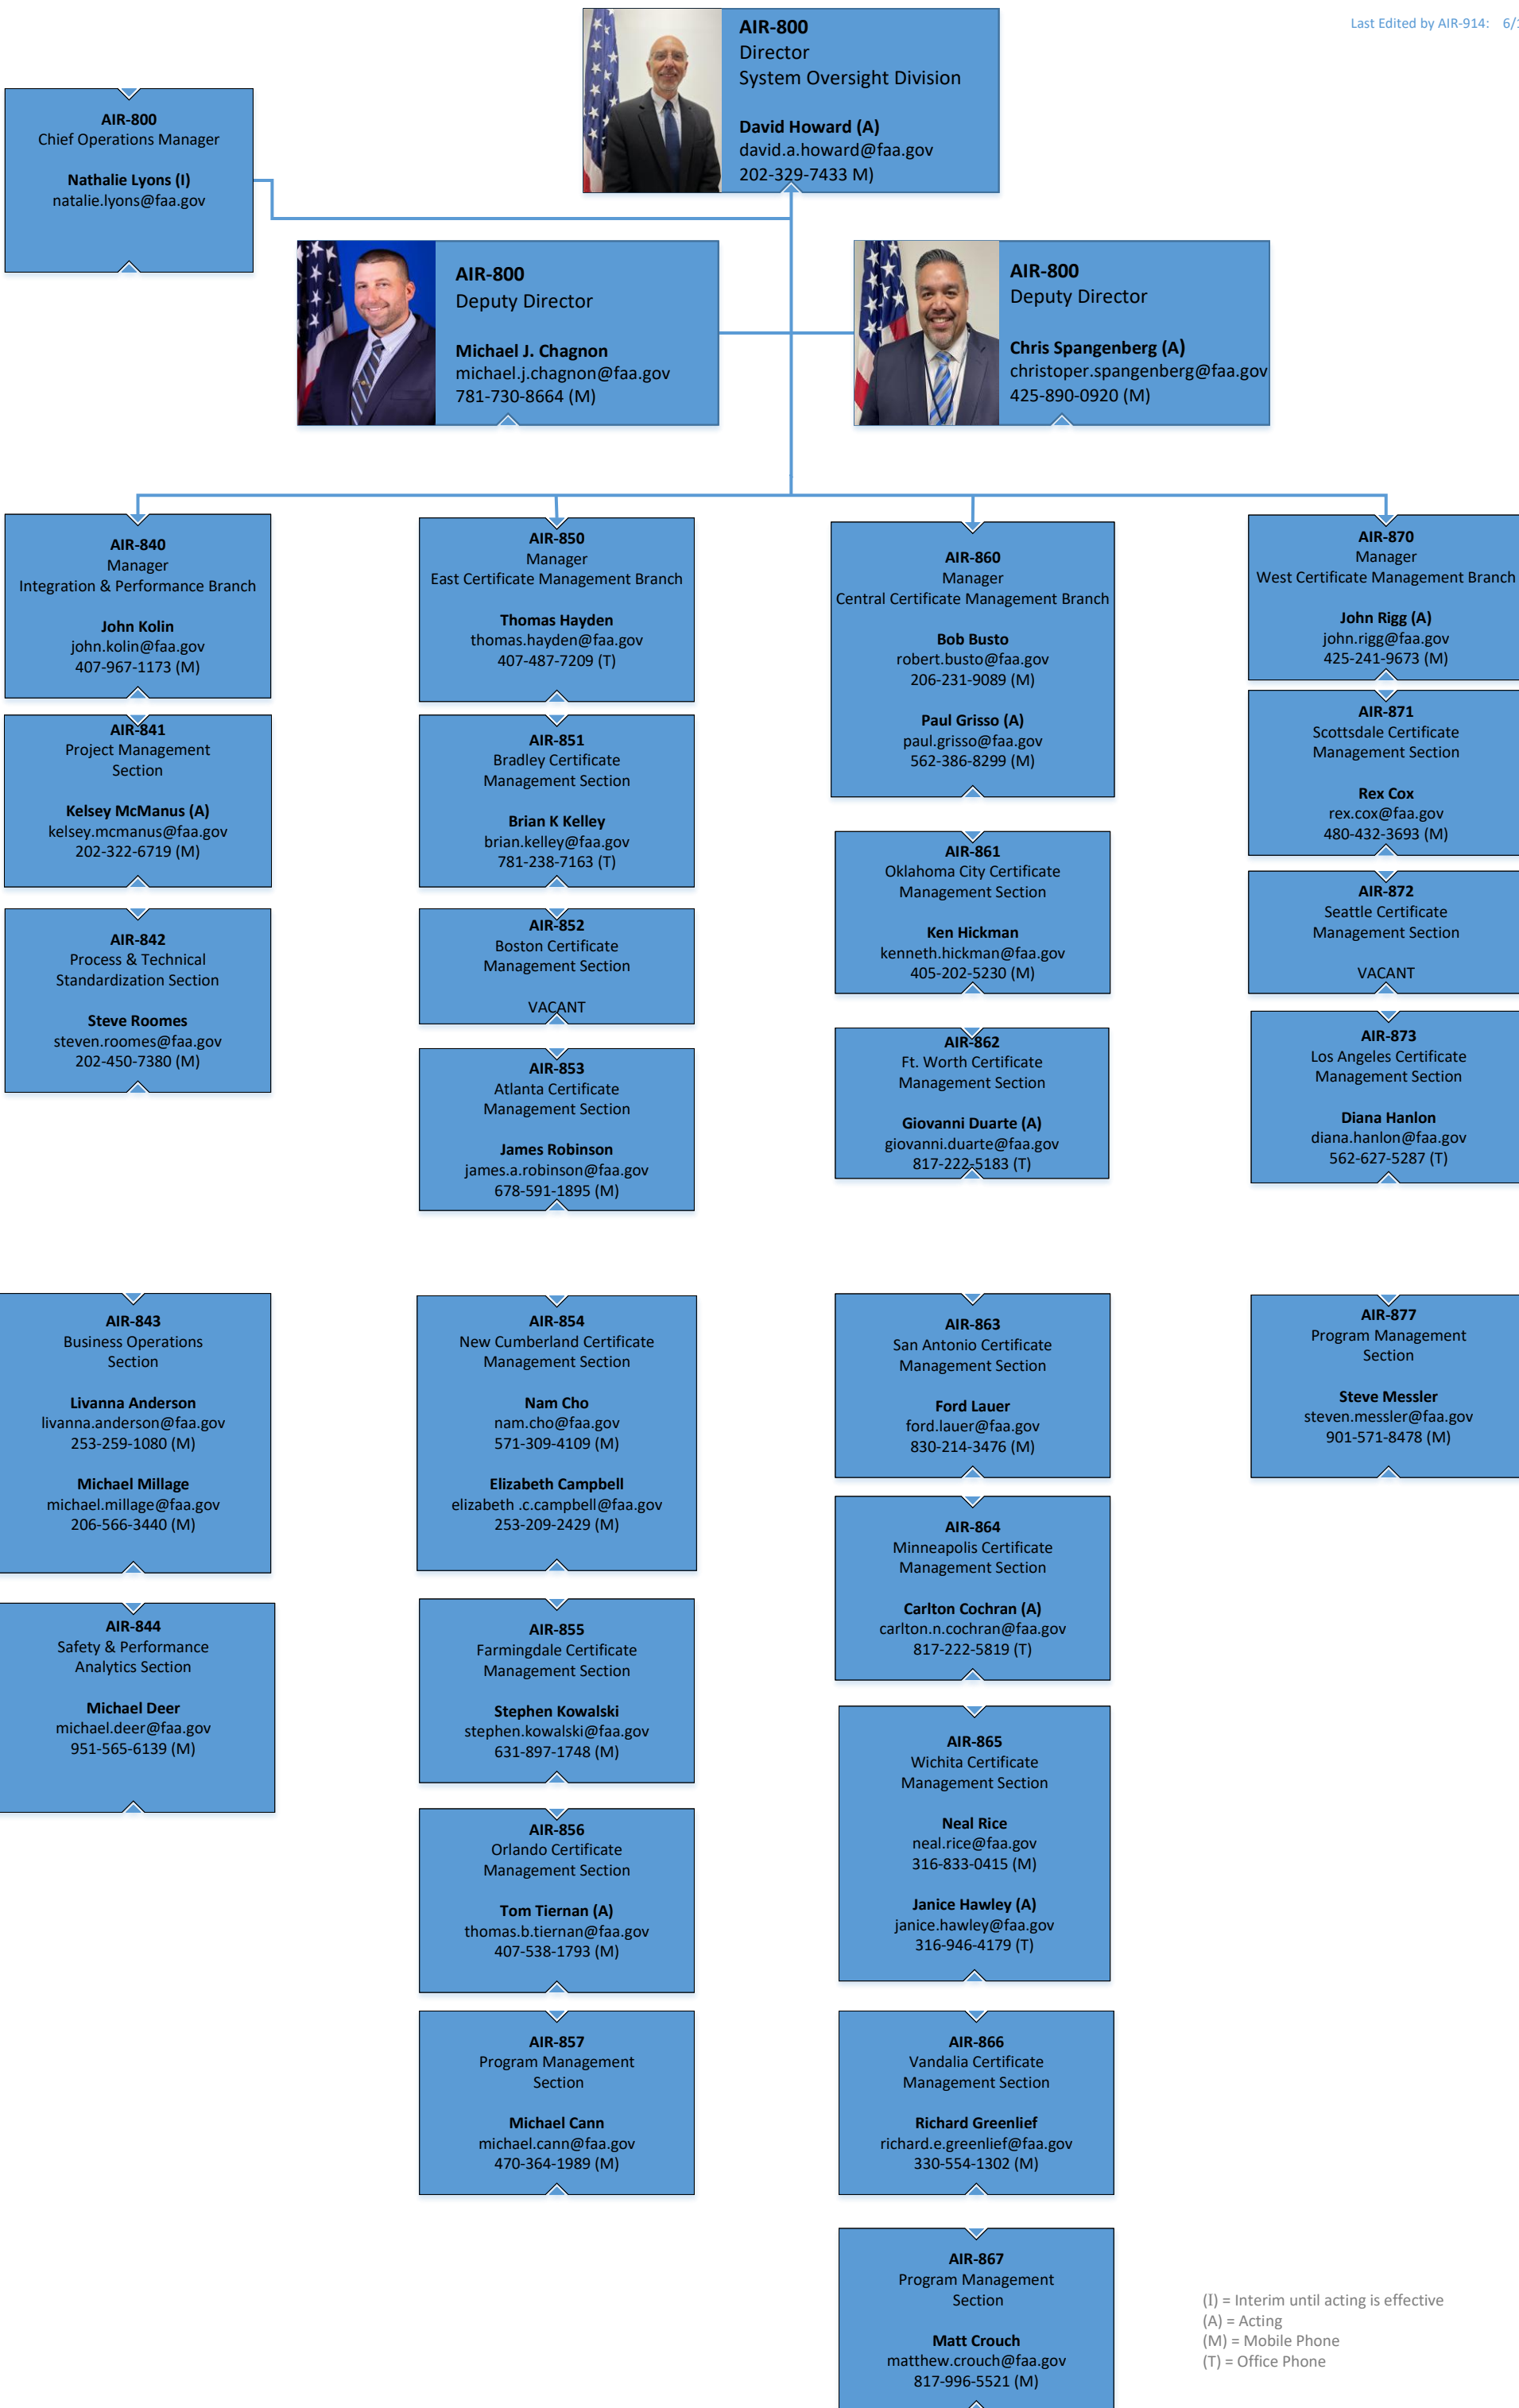 Last Edited by AIR-914: 6/
AIR-800
Director
System Oversight Division
David Howard (A)
david.a.howard@faa.gov
202-329-7433 M)
AIR-800
Chief Operations Manager
Nathalie Lyons (I)
natalie.lyons@faa.gov
AIR-800
Deputy Director
Michael J. Chagnon
michael.j.chagnon@faa.gov
781-730-8664 (M)
AIR-800
Deputy Director
Chris Spangenberg (A)
christoper.spangenberg@faa.gov
425-890-0920 (M)
AIR-840
Manager
Integration & Performance Branch
John Kolin
john.kolin@faa.gov
407-967-1173 (M)
AIR-841
Project Management
Section
Kelsey McManus (A)
kelsey.mcmanus@faa.gov
202-322-6719 (M)
AIR-842
Process & Technical
Standardization Section
Steve Roomes
steven.roomes@faa.gov
202-450-7380 (M)
AIR-850
Manager
East Certificate Management Branch
Thomas Hayden
thomas.hayden@faa.gov
407-487-7209 (T)
AIR-851
Bradley Certificate
Management Section
Brian K Kelley
brian.kelley@faa.gov
781-238-7163 (T)
AIR-852
Boston Certificate
Management Section
VACANT
AIR-853
Atlanta Certificate
Management Section
James Robinson
james.a.robinson@faa.gov
678-591-1895 (M)
AIR-860
Manager
Central Certificate Management Branch
Bob Busto
robert.busto@faa.gov
206-231-9089 (M)
Paul Grisso (A)
paul.grisso@faa.gov
562-386-8299 (M)
AIR-861
Oklahoma City Certificate
Management Section
Ken Hickman
kenneth.hickman@faa.gov
405-202-5230 (M)
AIR-862
Ft. Worth Certificate
Management Section
Giovanni Duarte (A)
giovanni.duarte@faa.gov
817-222-5183 (T)
AIR-870
Manager
West Certificate Management Branch
John Rigg (A)
john.rigg@faa.gov
425-241-9673 (M)
AIR-871
Scottsdale Certificate
Management Section
Rex Cox
rex.cox@faa.gov
480-432-3693 (M)
AIR-872
Seattle Certificate
Management Section
VACANT
AIR-873
Los Angeles Certificate
Management Section
Diana Hanlon
diana.hanlon@faa.gov
562-627-5287 (T)
AIR-843
Business Operations
Section
Livanna Anderson
livanna.anderson@faa.gov
253-259-1080 (M)
Michael Millage
michael.millage@faa.gov
206-566-3440 (M)
AIR-844
Safety & Performance
Analytics Section
Michael Deer
michael.deer@faa.gov
951-565-6139 (M)
AIR-854
New Cumberland Certificate
Management Section
Nam Cho
nam.cho@faa.gov
571-309-4109 (M)
Elizabeth Campbell
elizabeth .c.campbell@faa.gov
253-209-2429 (M)
AIR-855
Farmingdale Certificate
Management Section
Stephen Kowalski
stephen.kowalski@faa.gov
631-897-1748 (M)
AIR-856
Orlando Certificate
Management Section
Tom Tiernan (A)
thomas.b.tiernan@faa.gov
407-538-1793 (M)
AIR-857
Program Management
Section
Michael Cann
michael.cann@faa.gov
470-364-1989 (M)
AIR-863
San Antonio Certificate
Management Section
Ford Lauer
ford.lauer@faa.gov
830-214-3476 (M)
AIR-864
Minneapolis Certificate
Management Section
Carlton Cochran (A)
carlton.n.cochran@faa.gov
817-222-5819 (T)
AIR-865
Wichita Certificate
Management Section
Neal Rice
neal.rice@faa.gov
316-833-0415 (M)
Janice Hawley (A)
janice.hawley@faa.gov
316-946-4179 (T)
AIR-866
Vandalia Certificate
Management Section
Richard Greenlief
richard.e.greenlief@faa.gov
330-554-1302 (M)
AIR-867
Program Management
Section
Matt Crouch
matthew.crouch@faa.gov
817-996-5521 (M)
AIR-877
Program Management
Section
Steve Messler
steven.messler@faa.gov
901-571-8478 (M)
(I) = Interim until acting is effective
(A) = Acting
(M) = Mobile Phone
(T) = Office Phone